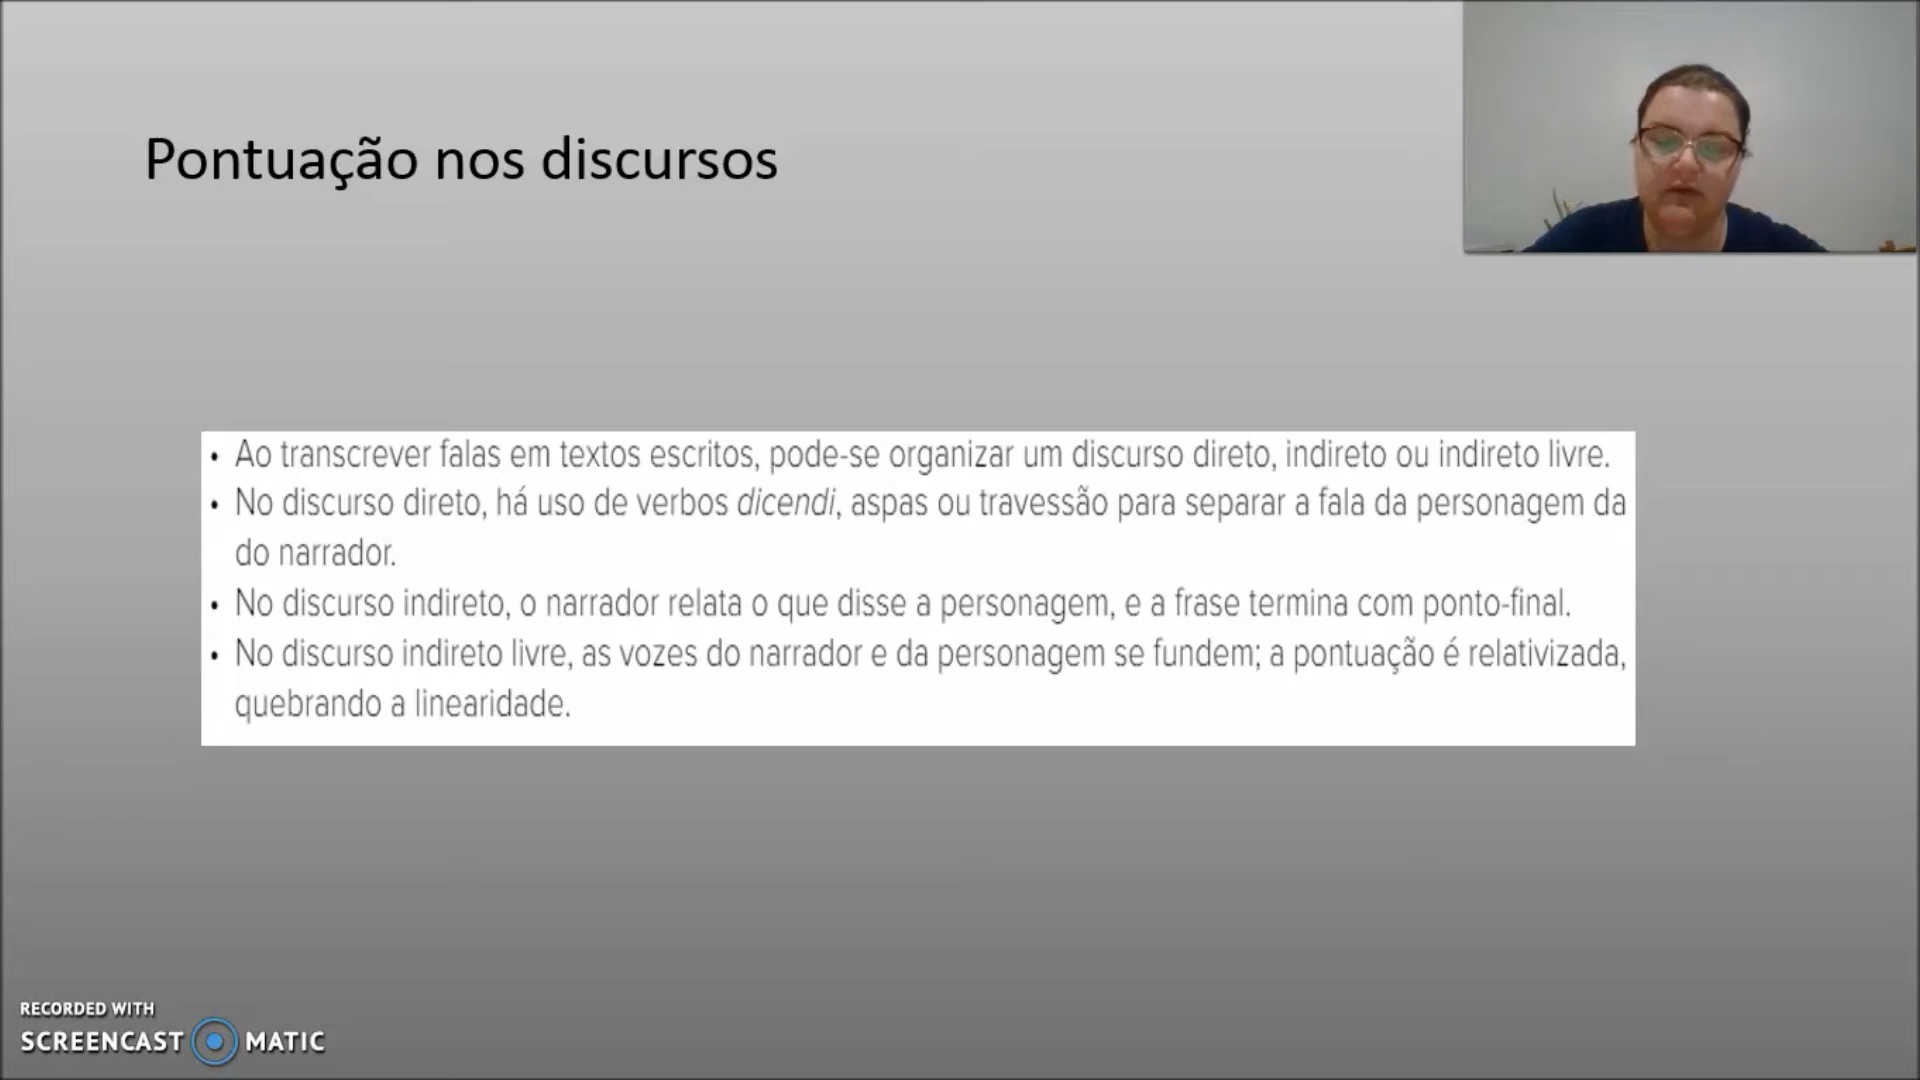 Pontuação nos discursos
• Ao transcrever falas em textos escritos, pode-se organizar um discurso direto, indireto ou indireto livre.
• No discurso direto, há uso de verbos dicendi, aspas ou travessão para separar a fala da personagem da
do narrador.
• No discurso indireto, o narrador relata o que disse a personagem, e a frase termina com ponto-final.
• No discurso indireto livre, as vozes do narrador e da personagem se fundem; a pontuação é relativizada,
quebrando a linearidade.
RECORDED WITH
SCREENCAST MATIC